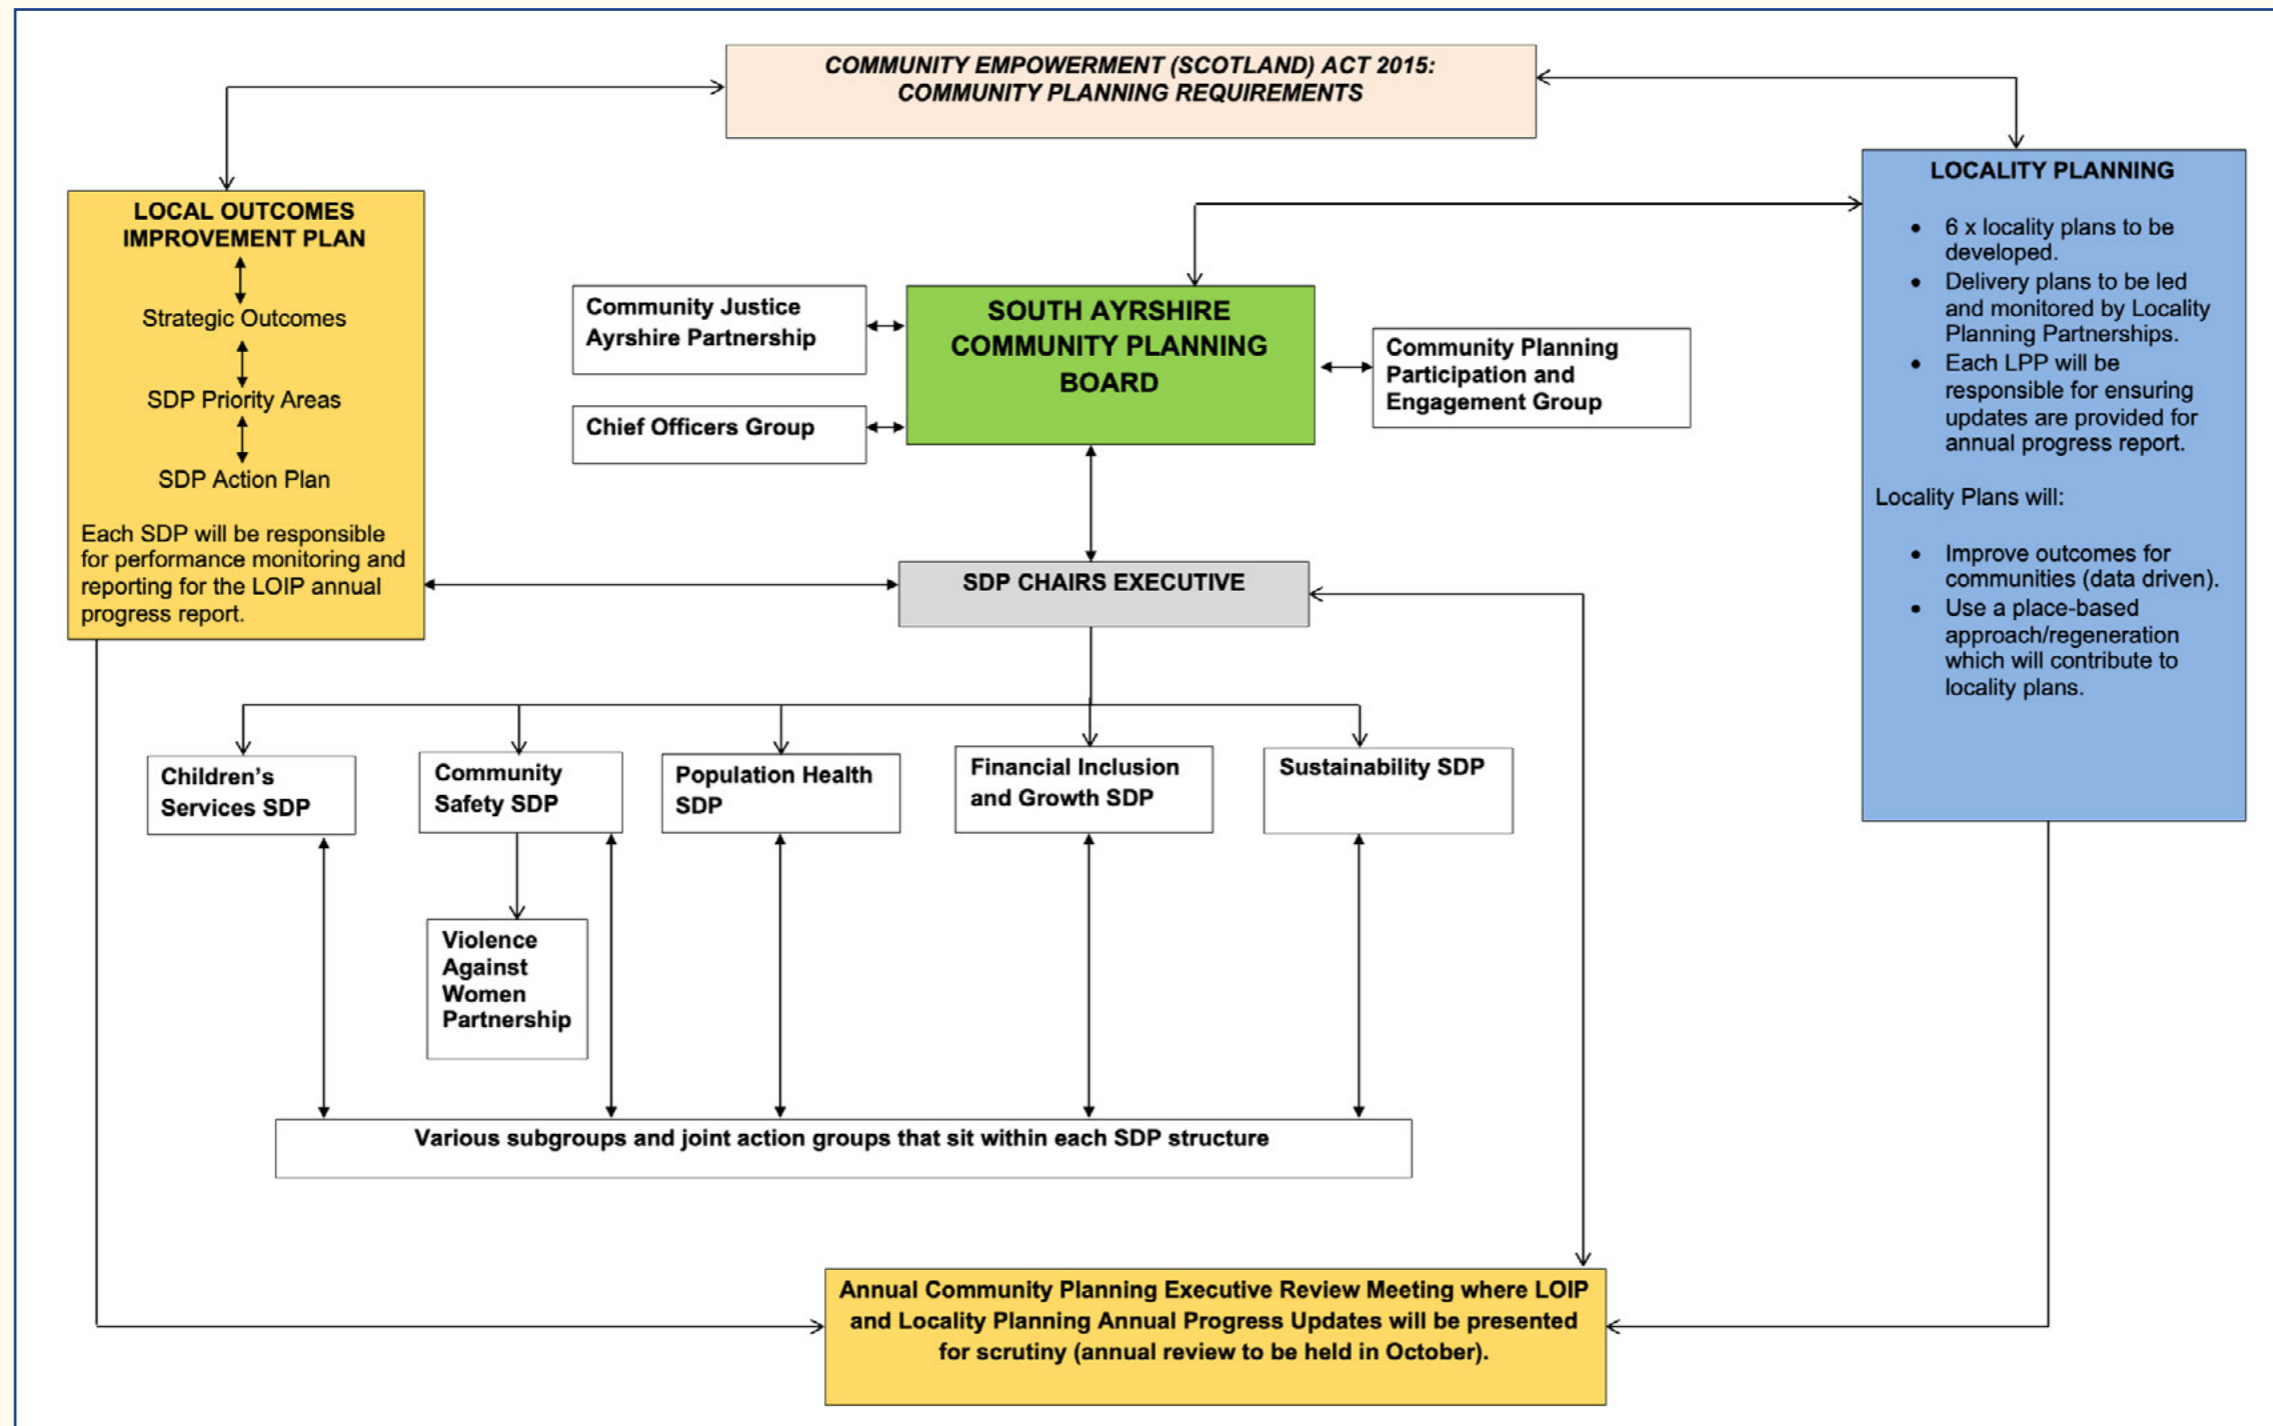 COMMUNITY EMPOWERMENT (SCOTLAND) ACT 2015:
COMMUNITY PLANNING REQUIREMENTS
LOCAL OUTCOMES
IMPROVEMENT PLAN
Strategic Outcomes
SDP Priority Areas
SDP Action Plan
Each SDP will be responsible
for performance monitoring and
reporting for the LOIP annual
progress report.
Community Justice
Ayrshire Partnership
Chief Officers Group
SOUTH AYRSHIRE
COMMUNITY PLANNING
BOARD
Community Planning
Participation and
Engagement Group
LOCALITY PLANNING
• 6 x locality plans to be
developed.
• Delivery plans to be led
and monitored by Locality
Planning Partnerships.
• Each LPP will be
responsible for ensuring
updates are provided for
annual progress report.
Locality Plans will:
• Improve outcomes for
communities (data driven).
• Use a place-based
approach/regeneration
which will contribute to
locality plans.
SDP CHAIRS EXECUTIVE
Children's
Services SDP
Community
Safety SDP
Population Health
SDP
Financial Inclusion
and Growth SDP
Sustainability SDP
Violence
Against
Women
Partnership
Various subgroups and joint action groups that sit within each SDP structure
Annual Community Planning Executive Review Meeting where LOIP
and Locality Planning Annual Progress Updates will be presented
for scrutiny (annual review to be held in October).